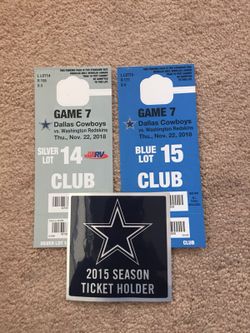 GAME 7
Dallas Cowboys
vs. Washington Redskins
Thu., Nov. 22, 2018
SILVER
LOT 14
RV
CLUB
GAME 7
Dallas Cowboys
vs. Washington Redskins
Thu., Nov. 22, 2018
BLUE
LOT 15
CLUB
2015 SEASON
TICKET HOLDER